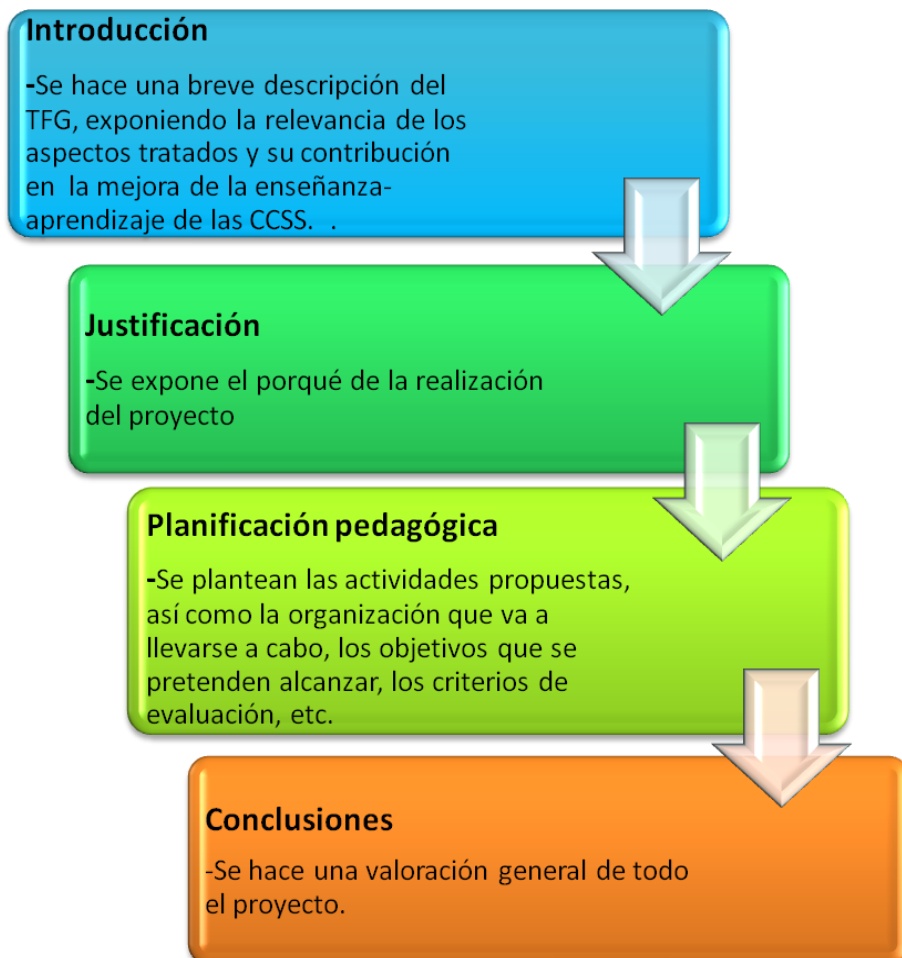 Introducción
-Se hace una breve descripción del
TFG, exponiendo la relevancia de los
aspectos tratados y su contribución
en la mejora de la enseñanza-
aprendizaje de las CCSS. .
Justificación
-Se expone el porqué de la realización
del proyecto
Planificación pedagógica
-Se plantean las actividades propuestas,
así como la organización que va a
llevarse a cabo, los objetivos que se
pretenden alcanzar, los criterios de
evaluación, etc.
Conclusiones
-Se hace una valoración general de todo
el proyecto.